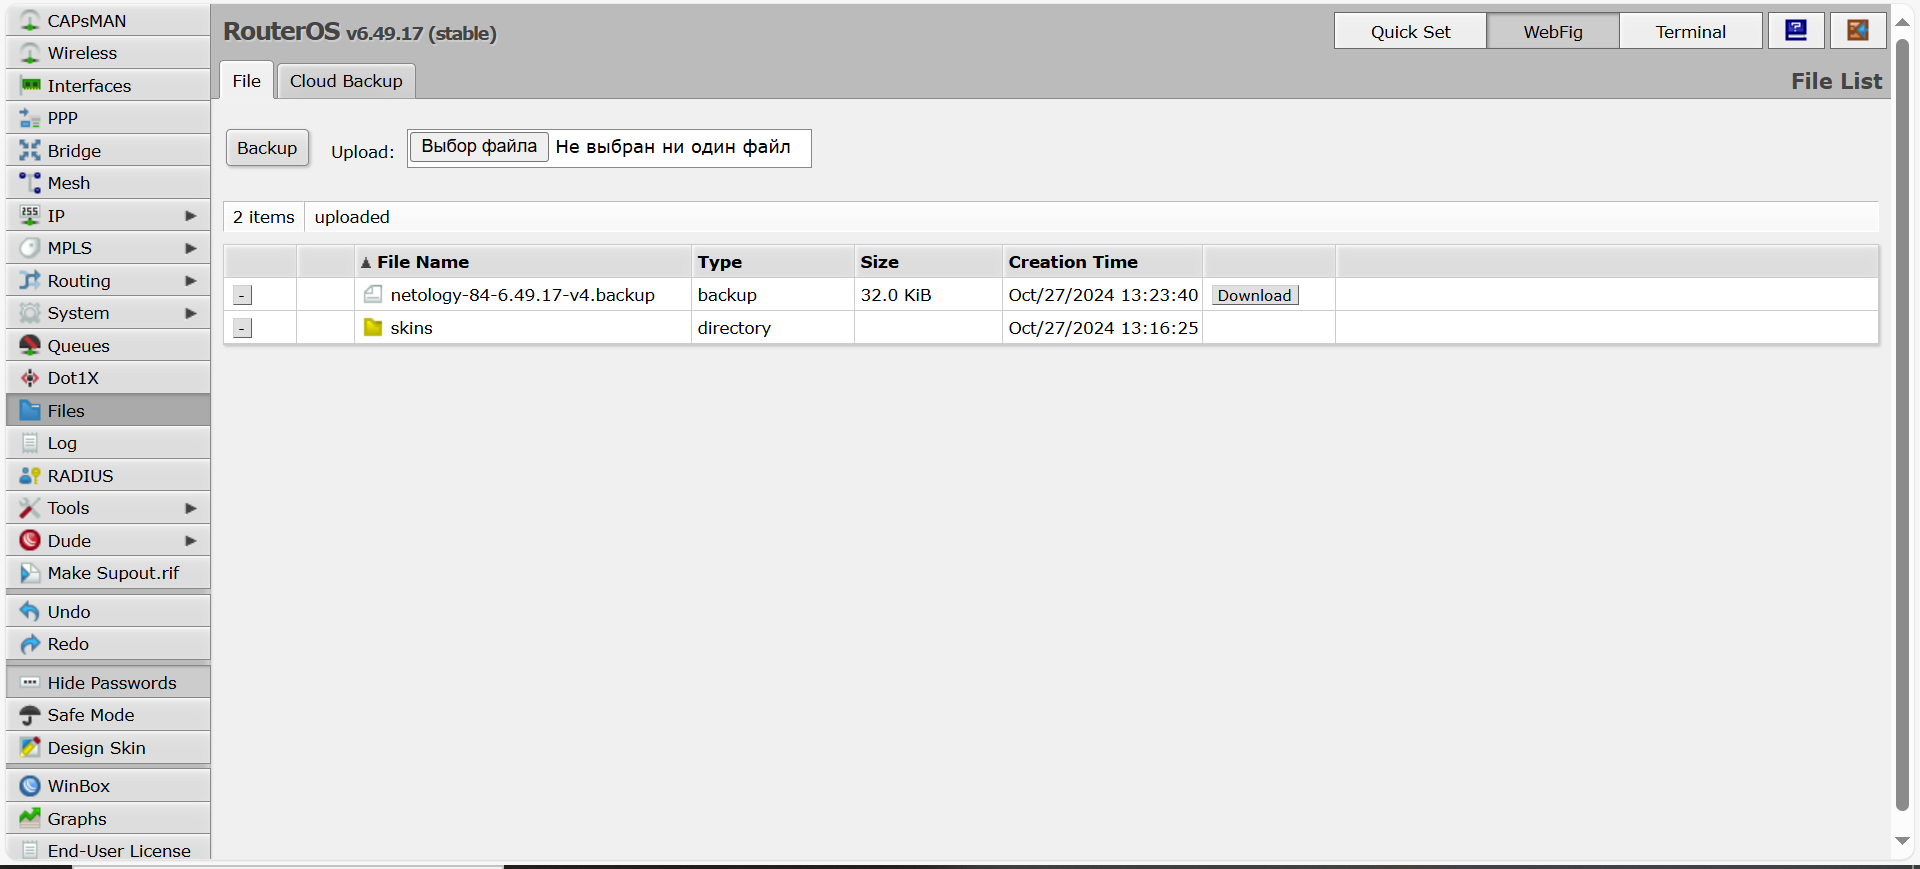 RouterOS v6.49.17 (stable)
Quick Set
WebFig
Terminal
File
Cloud Backup
File List
CAPsMAN
Wireless
Interfaces
PPP
Bridge
Mesh
IP
MPLS
Routing
System
Queues
Dot1X
Files
Log
RADIUS
Tools
Dude
Make Supout.rif
Undo
Redo
Hide Passwords
Safe Mode
Design Skin
WinBox
Graphs
End-User License
Backup Upload: Выбор файла Не выбран ни один файл
2 items uploaded
▲ File Name Type Size Creation Time
- netology-84-6.49.17-v4.backup backup 32.0 KiB Oct/27/2024 13:23:40 Download
- skins directory Oct/27/2024 13:16:25